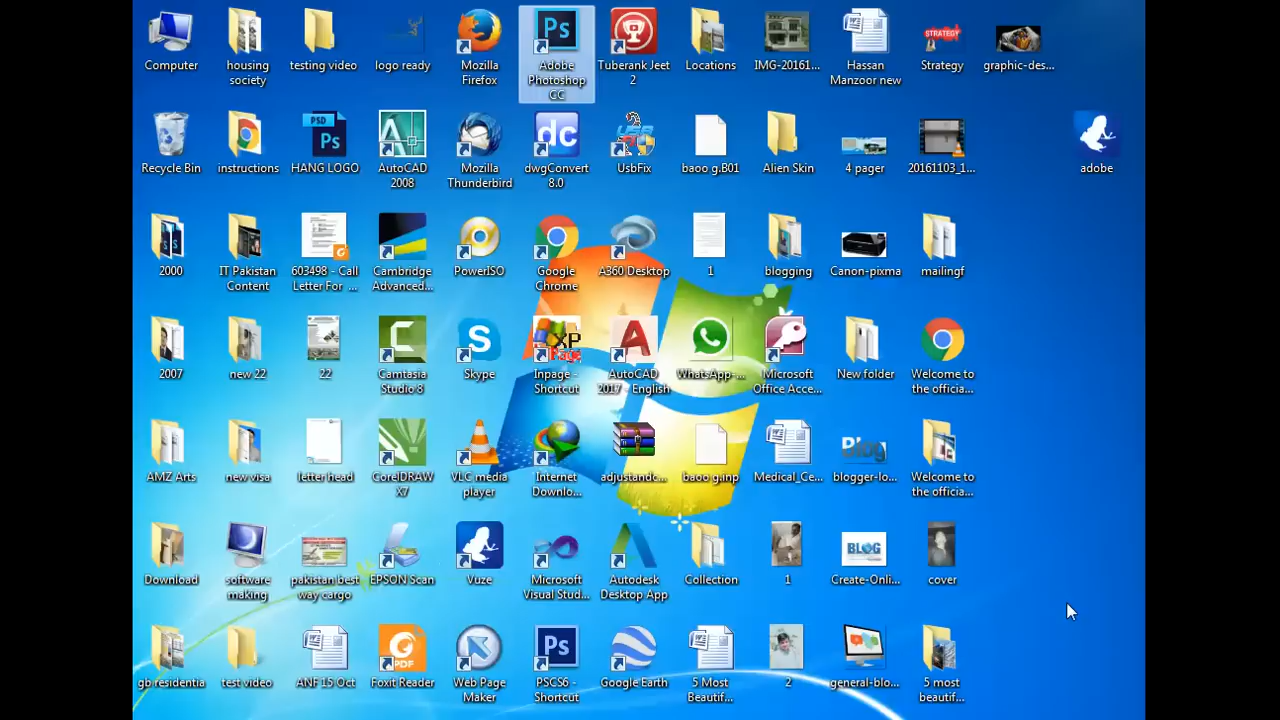 Computer
housing
society
testing video
logo ready
Mozilla
Firefox
Adobe
Photoshop
CC
Tuberank Jeet
2
Locations
IMG-20161...
Hassan
Manzoor new
Strategy
graphic-des...
Recycle Bin
instructions
HANG LOGO
AutoCAD
2008
Mozilla
Thunderbird
dwgConvert
8.0
UsbFix
baoo g.B01
Alien Skin
4 pager
20161103_1...
adobe
2000
IT Pakistan
Content
603498 - Call
Letter For ...
Cambridge
Advanced...
PowerISO
Google
Chrome
A360 Desktop
1
blogging
Canon-pixma
mailingf
2007
new 22
22
Camtasia
Studio 8
Skype
Inpage -
Shortcut
AutoCAD
2017 - English
WhatsApp-...
Microsoft
Office Acce...
New folder
Welcome to
the officia...
AMZ Arts
new visa
letter head
CorelDRAW
X7
VLC media
player
Internet
Downlo...
adjustandc...
baoo g.inp
Medical_Ce...
blogger-lo...
Welcome to
the officia...
Download
software
making
pakistan best
way cargo
EPSON Scan
Vuze
Microsoft
Visual Stud...
Autodesk
Desktop App
Collection
1
Create-Onli...
cover
gb residentia
test video
ANF 15 Oct
Foxit Reader
Web Page
Maker
PSCS6 -
Shortcut
Google Earth
5 Most
Beautif...
2
general-blo...
5 most
beautif...